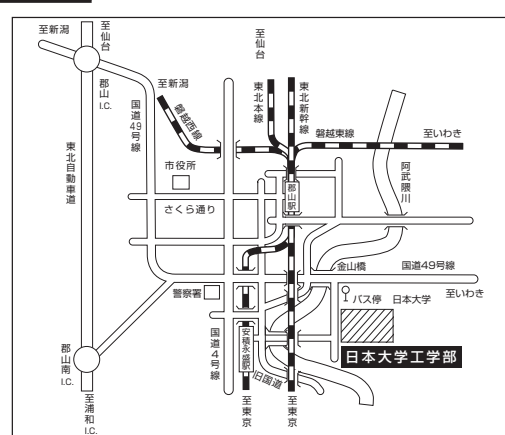 至新潟
至仙台
至仙台
郡山
I.C.
国道49号線
至新潟
磐越西線
東北本線
東北新幹線
磐越東線
至いわき
市役所
郡山駅
阿武隈川
東北自動車道
さくら通り
金山橋
国道49号線
警察署
バス停
日本大学
至いわき
国道4号線
安積永盛駅
日本大学工学部
郡山南
I.C.
旧国道
至浦和
I.C.
至東京
至東京